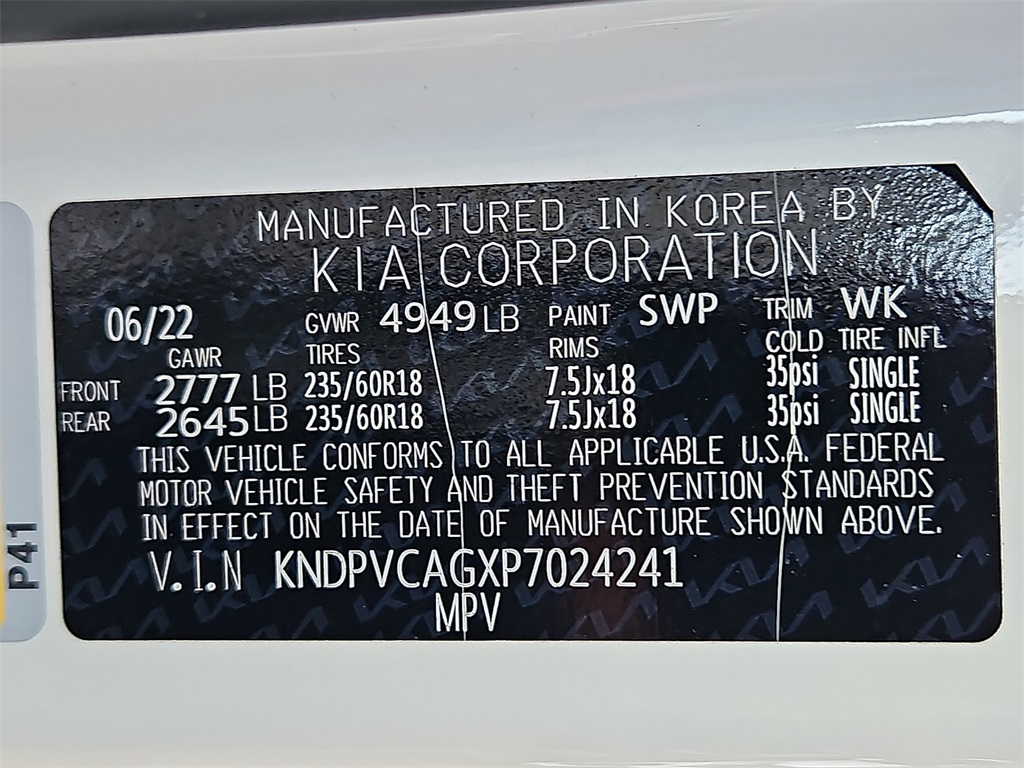 MANUFACTURED IN KOREA BY
KIA CORPORATION
06/22 GVWR 4949 LB PAINT SWP TRIM WK
GAWR TIRES RIMS COLD TIRE INFL
FRONT 2777 LB 235/60R18 7.5Jx18 35psi SINGLE
REAR 2645 LB 235/60R18 7.5Jx18 35psi SINGLE
THIS VEHICLE CONFORMS TO ALL APPLICABLE U.S.A. FEDERAL
MOTOR VEHICLE SAFETY AND THEFT PREVENTION STANDARDS
IN EFFECT ON THE DATE OF MANUFACTURE SHOWN ABOVE.
V.I.N KNDPVCAGXP7024241
MPV
P41